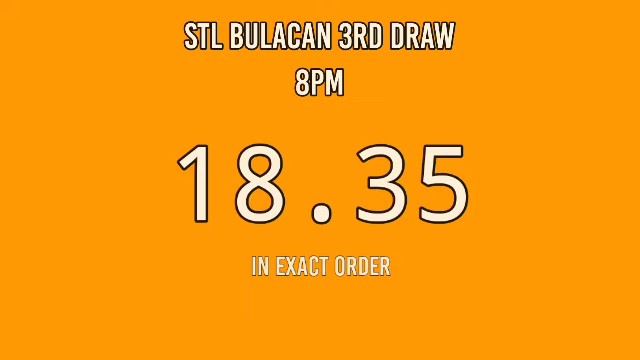 STL BULACAN 3RD DRAW
8PM
18.35
IN EXACT ORDER